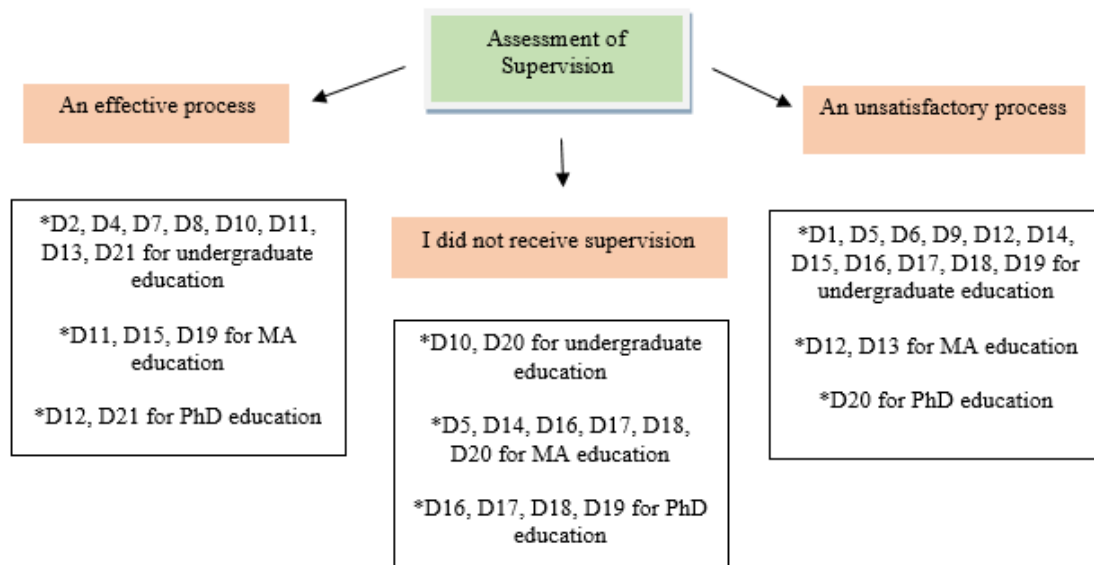 Assessment of
Supervision
An effective process
*D2, D4, D7, D8, D10, D11,
D13, D21 for undergraduate
education
*D11, D15, D19 for MA
education
*D12, D21 for PhD education
I did not receive supervision
*D10, D20 for undergraduate
education
*D5, D14, D16, D17, D18,
D20 for MA education
*D16, D17, D18, D19 for PhD
education
An unsatisfactory process
*D1, D5, D6, D9, D12, D14,
D15, D16, D17, D18, D19 for
undergraduate education
*D12, D13 for MA education
*D20 for PhD education